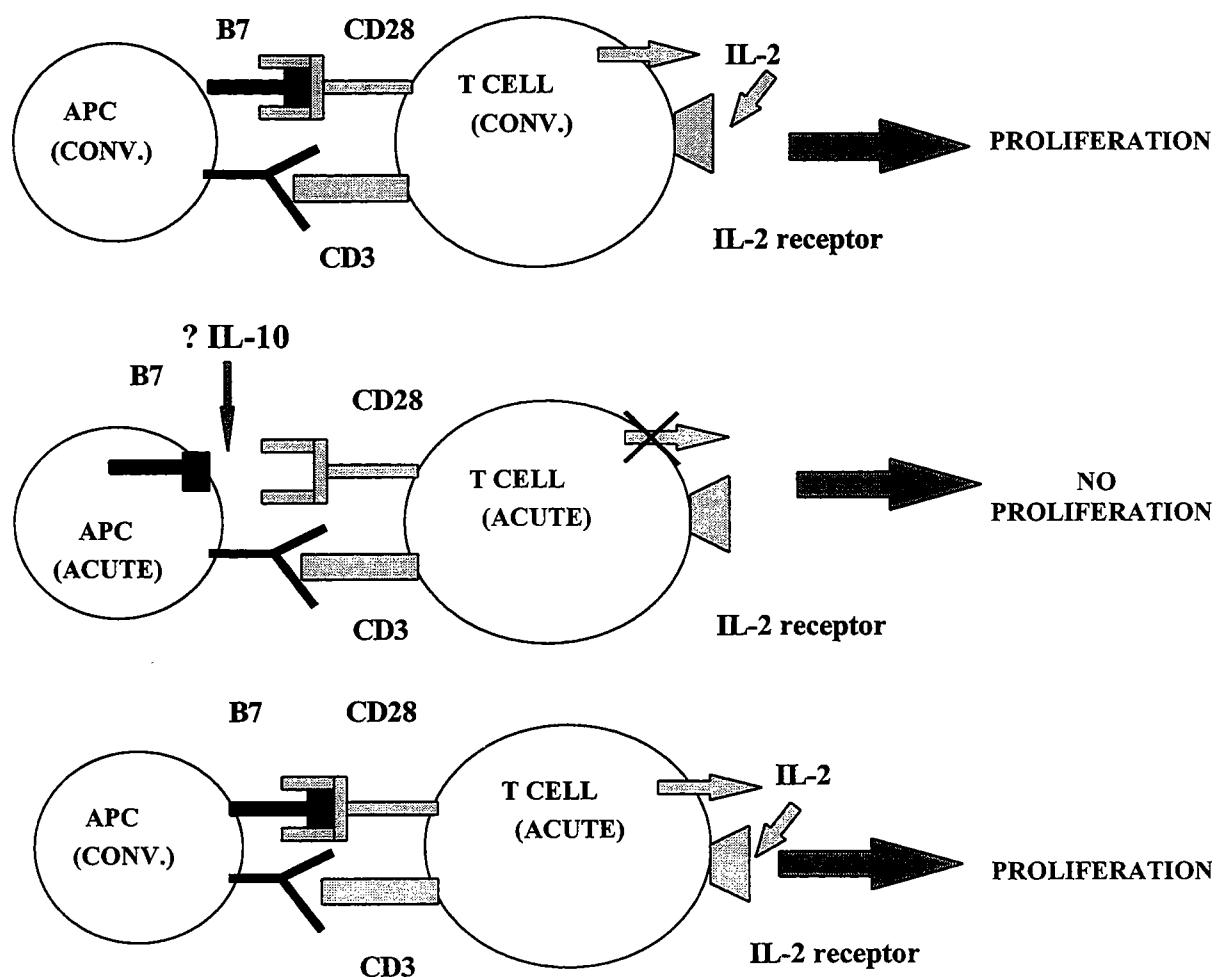 B7
CD28
IL-2
APC
(CONV.)
T CELL
(CONV.)
PROLIFERATION
CD3
IL-2 receptor
? IL-10
B7
CD28
APC
(ACUTE)
T CELL
(ACUTE)
NO
PROLIFERATION
CD3
IL-2 receptor
B7
CD28
IL-2
APC
(CONV.)
T CELL
(ACUTE)
PROLIFERATION
CD3
IL-2 receptor